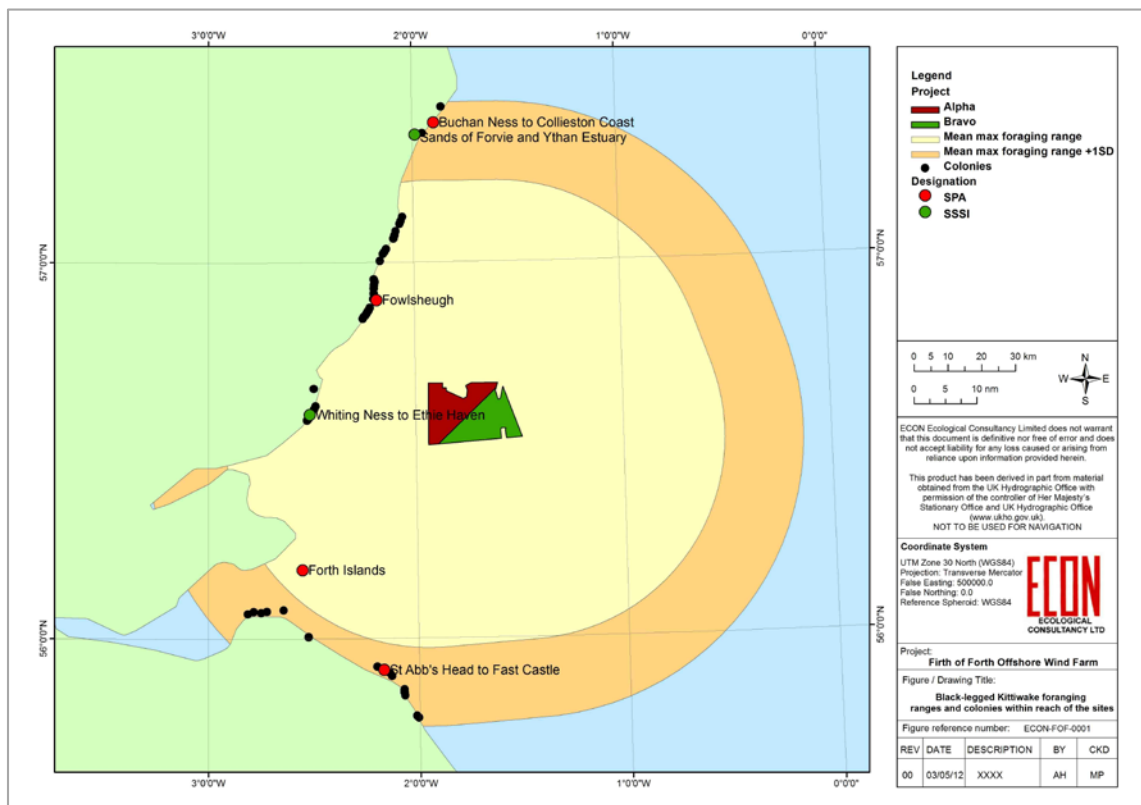 3°0'0"W
2°0'0"W
1°0'0"W
0°0'0"
57°0'0"N
56°0'0"N
57°0'0"N
56°0'0"N
Buchan Ness to Collieston Coast
Sands of Forvie and Ythan Estuary
Fowlsheugh
Whiting Ness to Ethie Haven
Forth Islands
St Abb's Head to Fast Castle
3°0'0"W
2°0'0"W
1°0'0"W
0°0'0"
Legend
Project
Alpha
Bravo
Mean max foraging range
Mean max foraging range +1SD
Colonies
Designation
SPA
SSSI
0 5 10 20 30 km
0 5 10 nm
N
W E
S
ECON Ecological Consultancy Limited does not warrant
that this document is definitive nor free of error and does
not accept liability for any loss caused or arising from
reliance upon information provided herein.
This product has been derived in part from material
obtained from the UK Hydrographic Office with
permission of the controller of Her Majesty's
Stationary Office and UK Hydrographic Office
(www.ukho.gov.uk).
NOT TO BE USED FOR NAVIGATION
Coordinate System
UTM Zone 30 North (WGS84)
Projection: Transverse Mercator
False Easting: 500000.0
False Northing: 0.0
Reference Spheroid: WGS84
ECON
ECOLOGICAL
CONSULTANCY LTD
Project:
Firth of Forth Offshore Wind Farm
Figure / Drawing Title:
Black-legged Kittiwake foranging
ranges and colonies within reach of the sites
Figure reference number: ECON-FOF-0001
REV DATE DESCRIPTION BY CKD
00 03/05/12 XXXX AH MP